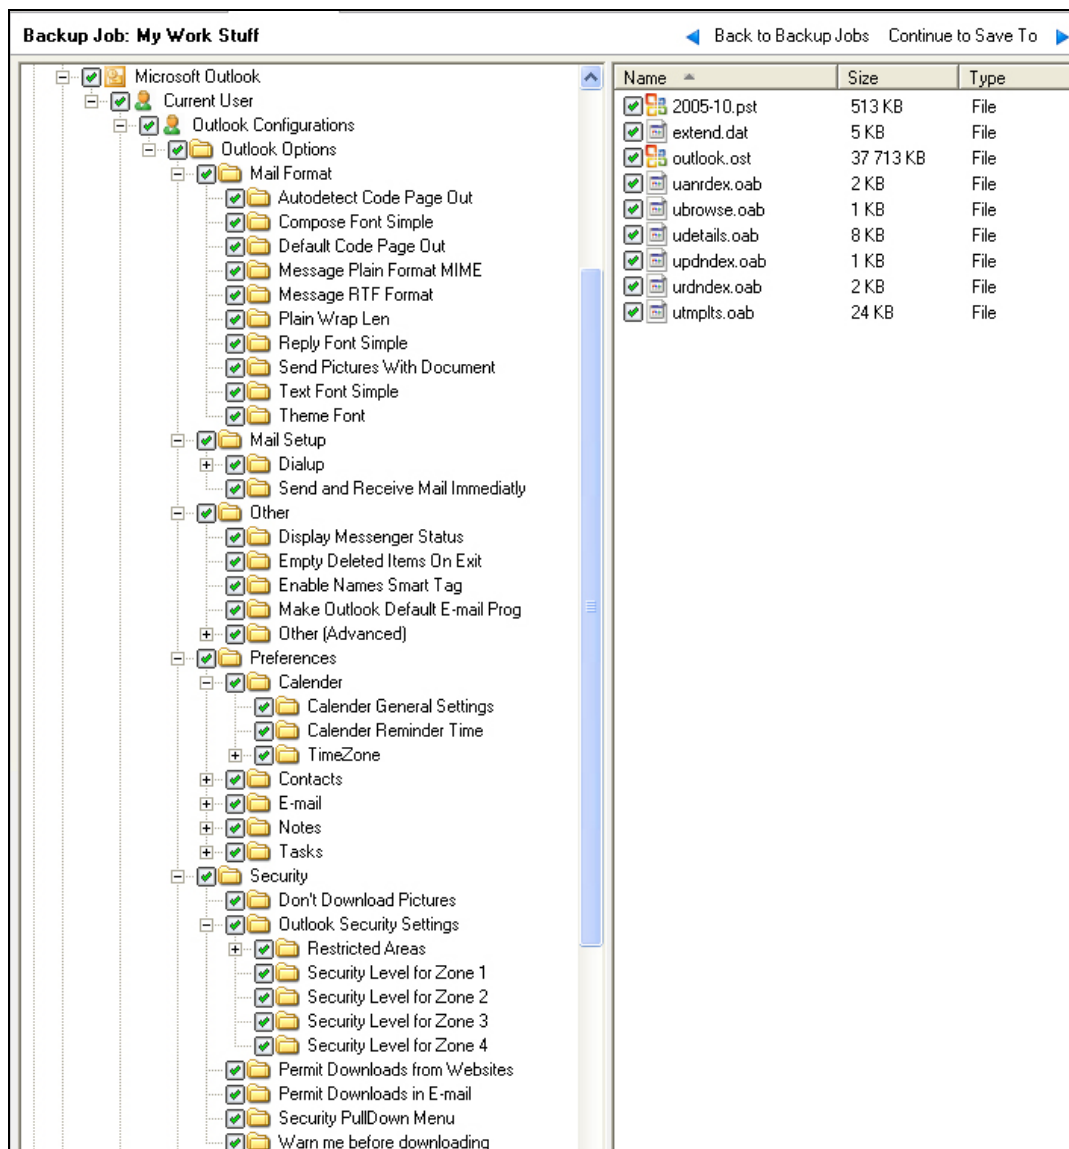 Backup Job: My Work Stuff
Back to Backup Jobs Continue to Save To
Microsoft Outlook
Current User
Outlook Configurations
Outlook Options
Mail Format
Autodetect Code Page Out
Compose Font Simple
Default Code Page Out
Message Plain Format MIME
Message RTF Format
Plain Wrap Len
Reply Font Simple
Send Pictures With Document
Text Font Simple
Theme Font
Mail Setup
Dialup
Send and Receive Mail Immediatly
Other
Display Messenger Status
Empty Deleted Items On Exit
Enable Names Smart Tag
Make Outlook Default E-mail Prog
Other (Advanced)
Preferences
Calender
Calender General Settings
Calender Reminder Time
TimeZone
Contacts
E-mail
Notes
Tasks
Security
Don't Download Pictures
Outlook Security Settings
Restricted Areas
Security Level for Zone 1
Security Level for Zone 2
Security Level for Zone 3
Security Level for Zone 4
Permit Downloads from Websites
Permit Downloads in E-mail
Security PullDown Menu
Warn me before downloading
Name Size Type
2005-10.pst 513 KB File
extend.dat 5 KB File
outlook.ost 37 713 KB File
uanrdex.oab 2 KB File
ubrowse.oab 1 KB File
udetails.oab 8 KB File
updndex.oab 1 KB File
urdndex.oab 2 KB File
utmplts.oab 24 KB File